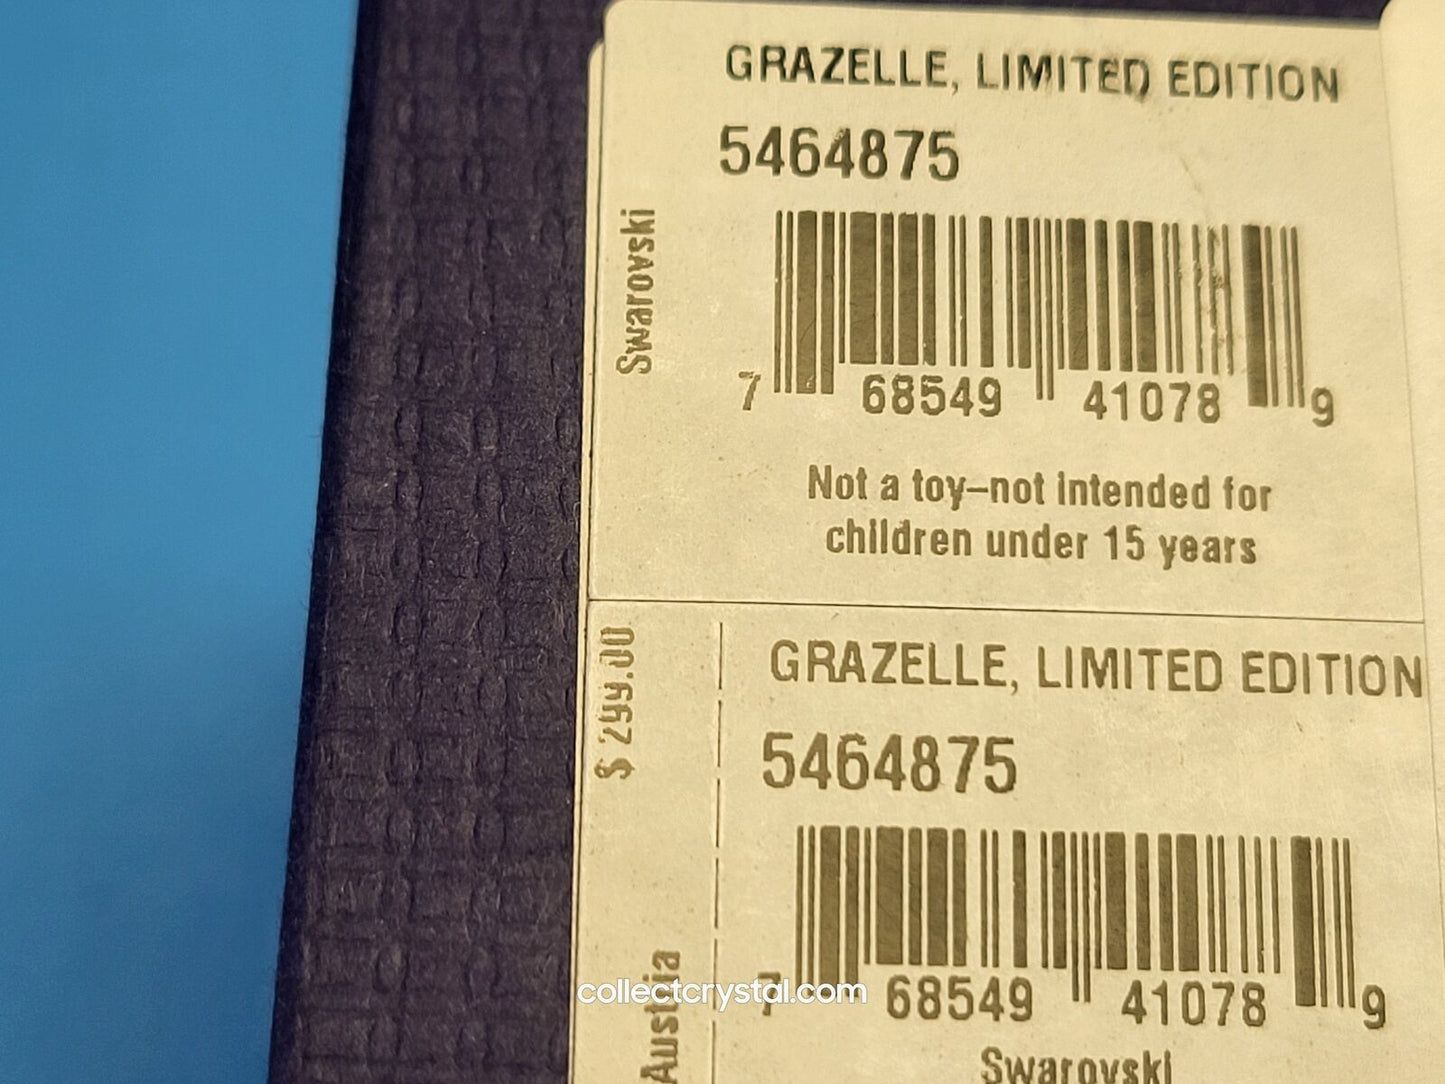 GRAZELLE, LIMITED EDITION
5464875
Swarovski
7 68549 41078 9
Not a toy–not intended for
children under 15 years
$ 299.00
GRAZELLE, LIMITED EDITION
5464875
7 68549 41078 9
Austria
Swarovski
collectcrystal.com